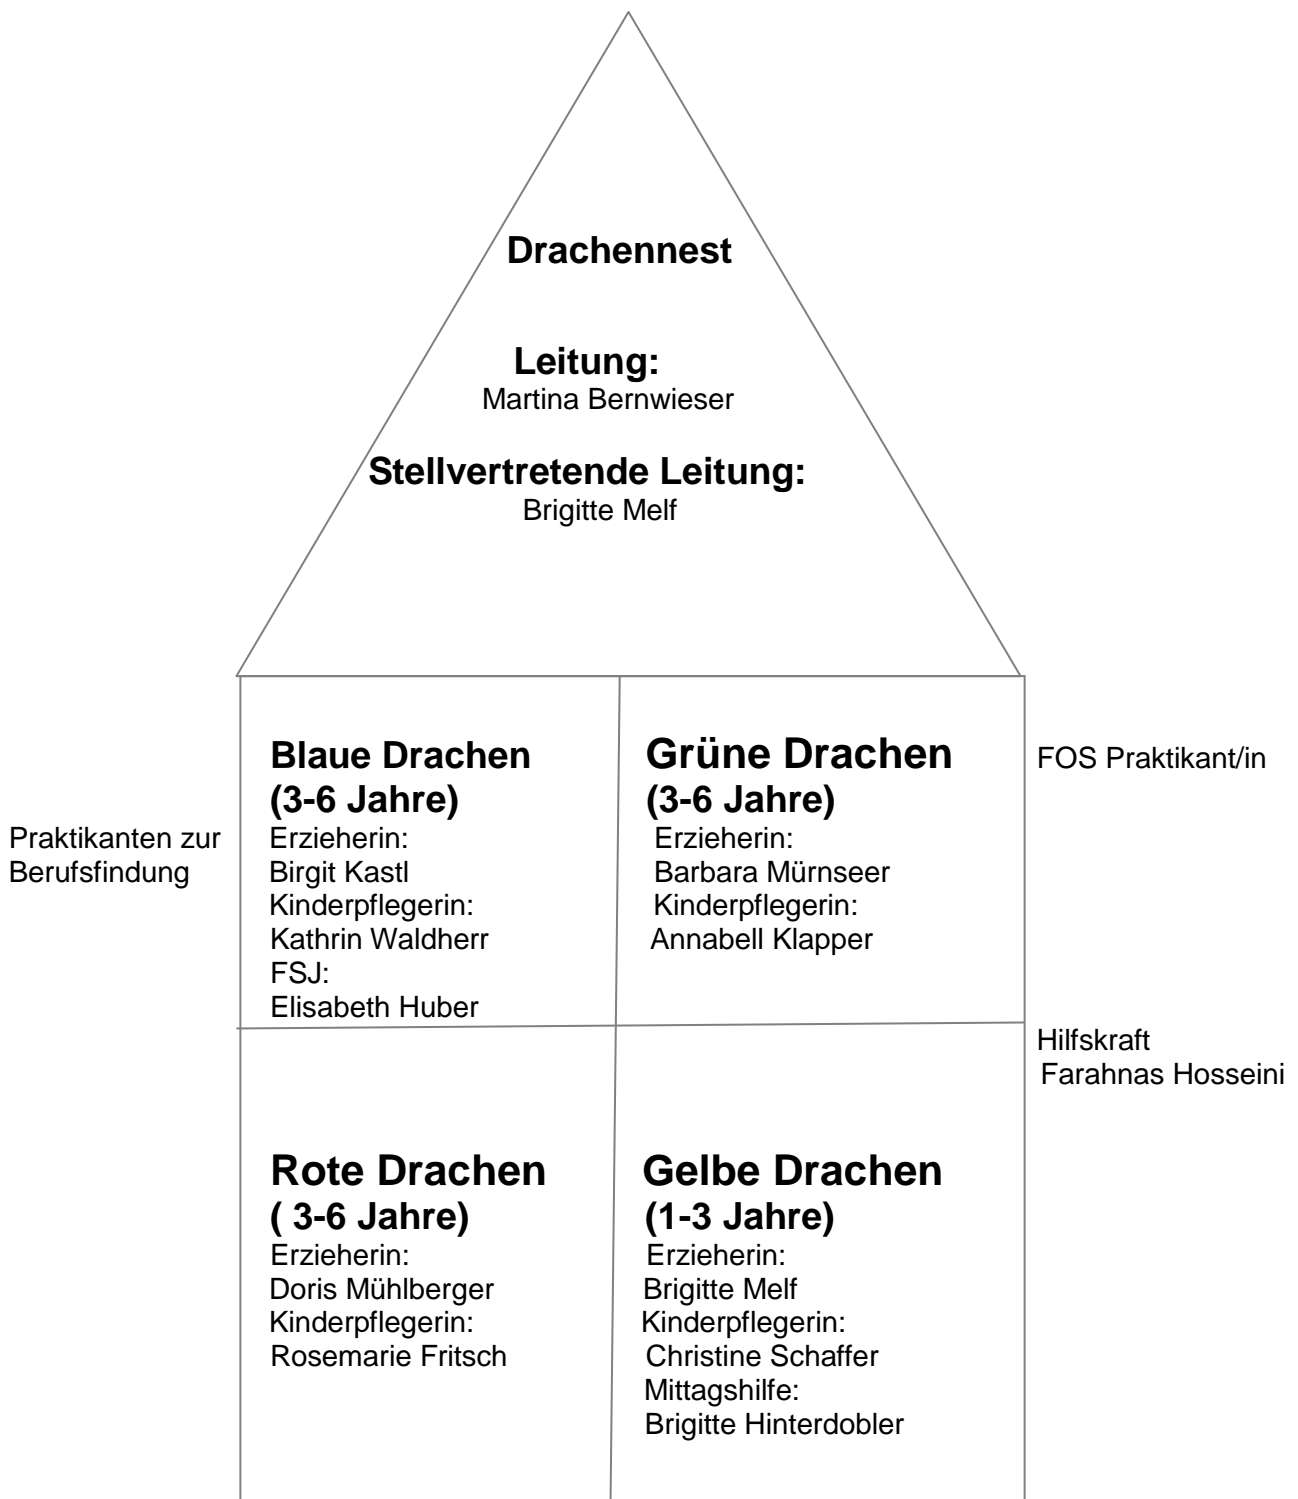 Drachennest
Leitung:
Martina Bernwieser
Stellvertretende Leitung:
Brigitte Melf
Praktikanten zur
Berufsfindung
Blaue Drachen
(3-6 Jahre)
Erzieherin:
Birgit Kastl
Kinderpflegerin:
Kathrin Waldherr
FSJ:
Elisabeth Huber
Grüne Drachen
(3-6 Jahre)
Erzieherin:
Barbara Mürnseer
Kinderpflegerin:
Annabell Klapper
FOS Praktikant/in
Hilfskraft
Farahnas Hosseini
Rote Drachen
( 3-6 Jahre)
Erzieherin:
Doris Mühlberger
Kinderpflegerin:
Rosemarie Fritsch
Gelbe Drachen
(1-3 Jahre)
Erzieherin:
Brigitte Melf
Kinderpflegerin:
Christine Schaffer
Mittagshilfe:
Brigitte Hinterdobler